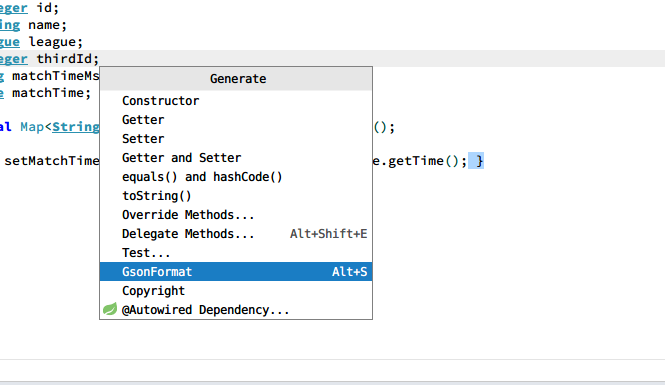 eger id;
ing name;
gue league;
eger thirdId;
g matchTimeMs
e matchTime;
al Map<String ();
setMatchTime e.getTime(); }
Generate
Constructor
Getter
Setter
Getter and Setter
equals() and hashCode()
toString()
Override Methods...
Delegate Methods... Alt+Shift+E
Test...
GsonFormat Alt+S
Copyright
@Autowired Dependency...